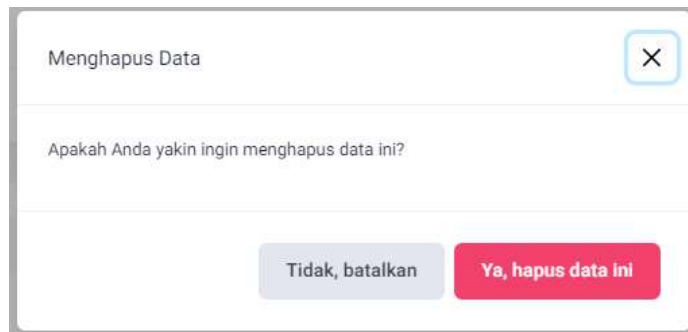 Menghapus Data
Apakah Anda yakin ingin menghapus data ini?
Tidak, batalkan
Ya, hapus data ini